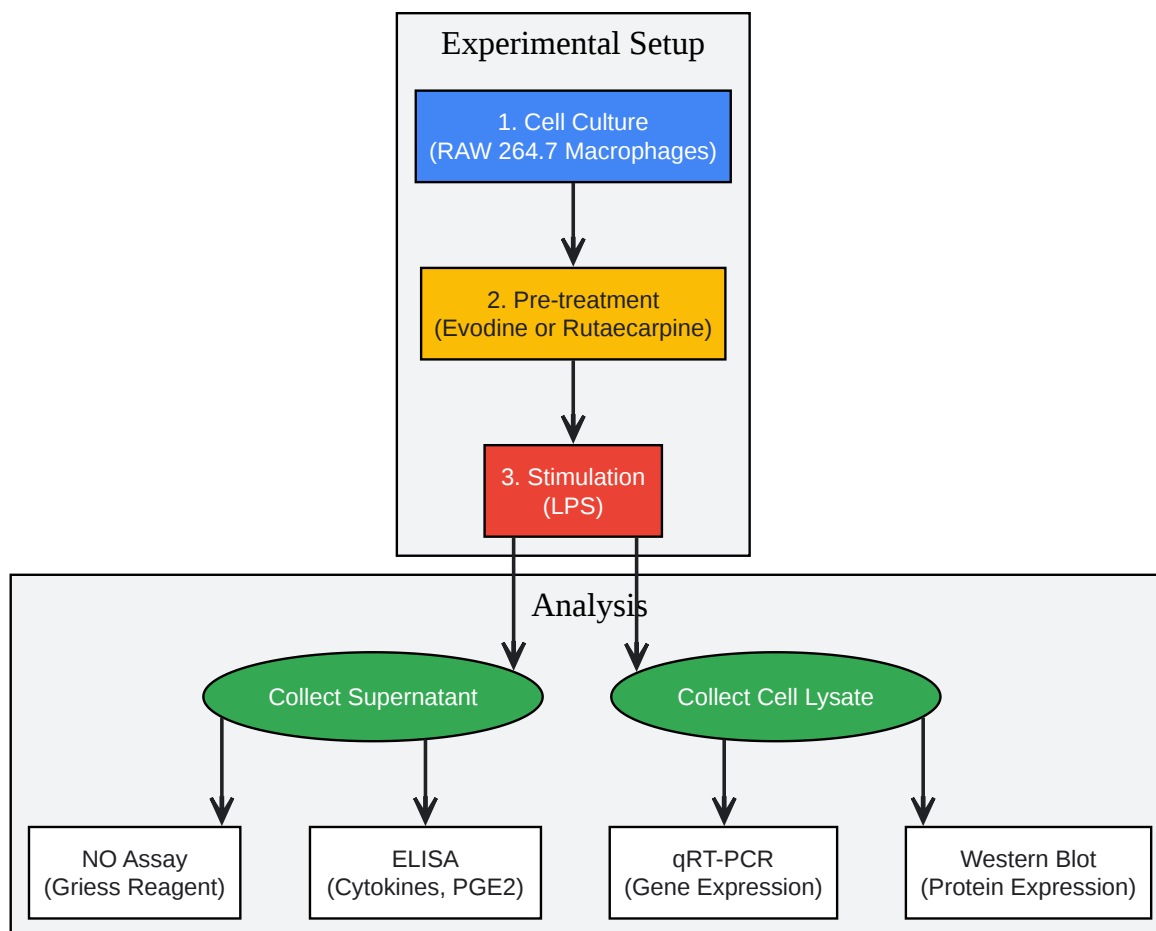 Experimental Setup
1. Cell Culture
(RAW 264.7 Macrophages)
2. Pre-treatment
(Evodine or Rutaecarpine)
3. Stimulation
(LPS)
Analysis
Collect Supernatant
Collect Cell Lysate
NO Assay
(Griess Reagent)
ELISA
(Cytokines, PGE2)
qRT-PCR
(Gene Expression)
Western Blot
(Protein Expression)